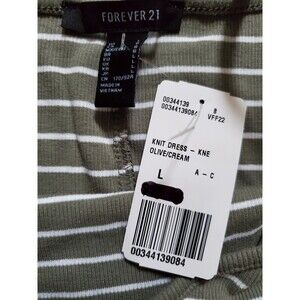 FOREVER 21
MADE IN
VIETNAM
00344139 B
00344139084 VFF22
KNIT DRESS - KNE
OLIVE/CREAM
L A - C
00344139084